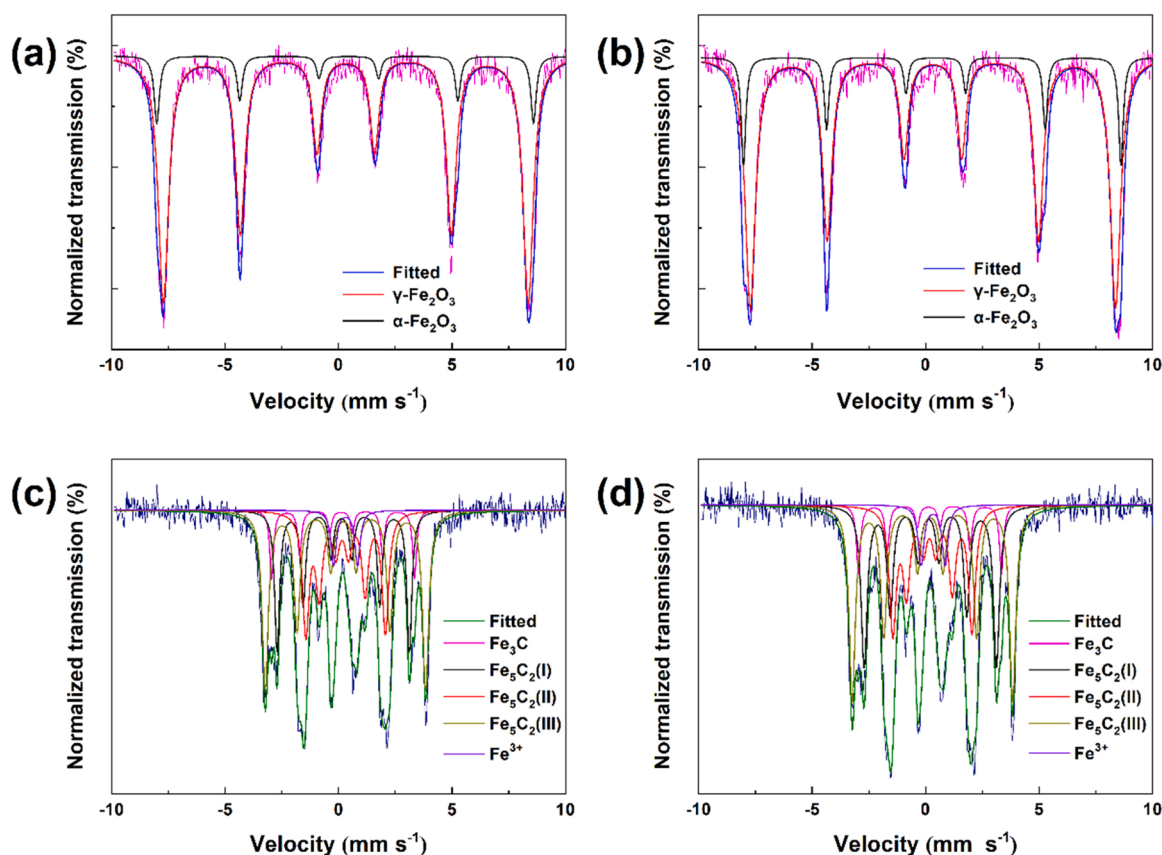 (a)
Normalized transmission (%)
Fitted
γ-Fe₂O₃
α-Fe₂O₃
-10 -5 0 5 10
Velocity (mm s⁻¹)
(b)
Normalized transmission (%)
Fitted
γ-Fe₂O₃
α-Fe₂O₃
-10 -5 0 5 10
Velocity (mm s⁻¹)
(c)
Normalized transmission (%)
Fitted
Fe₃C
Fe₅C₂(I)
Fe₅C₂(II)
Fe₅C₂(III)
Fe³⁺
-10 -5 0 5 10
Velocity (mm s⁻¹)
(d)
Normalized transmission (%)
Fitted
Fe₃C
Fe₅C₂(I)
Fe₅C₂(II)
Fe₅C₂(III)
Fe³⁺
-10 -5 0 5 10
Velocity (mm s⁻¹)